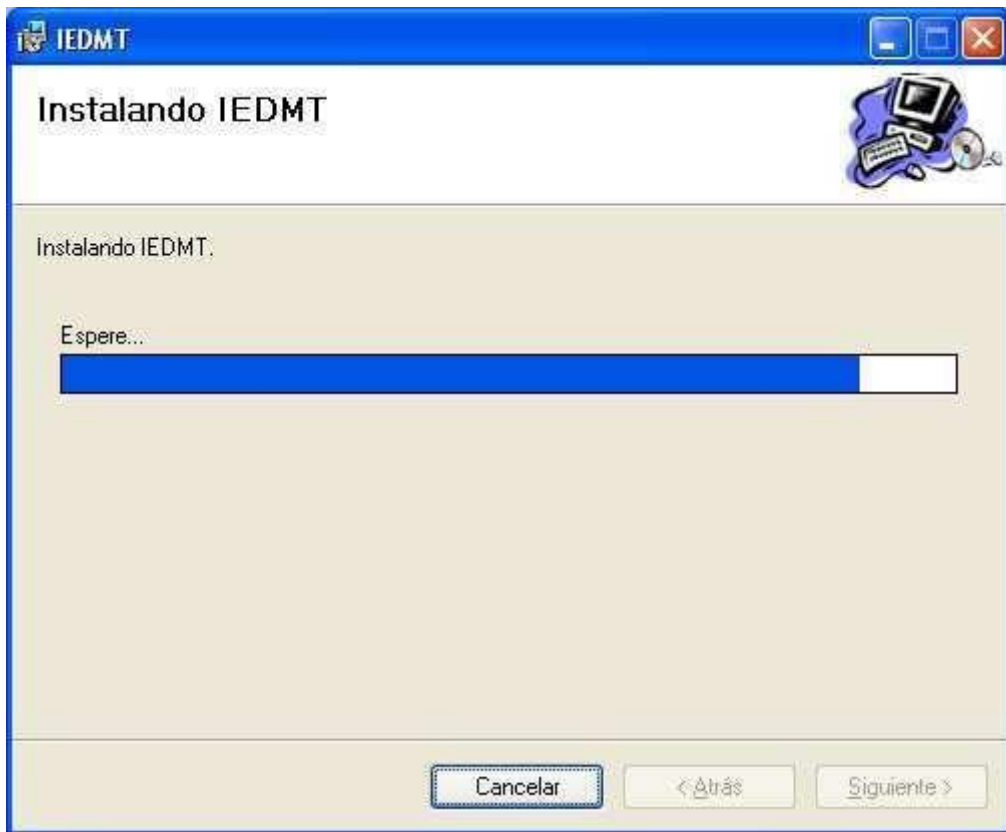 IEDMT
Instalando IEDMT
Instalando IEDMT.
Espere...
Cancelar
< Atrás
Siguiente >